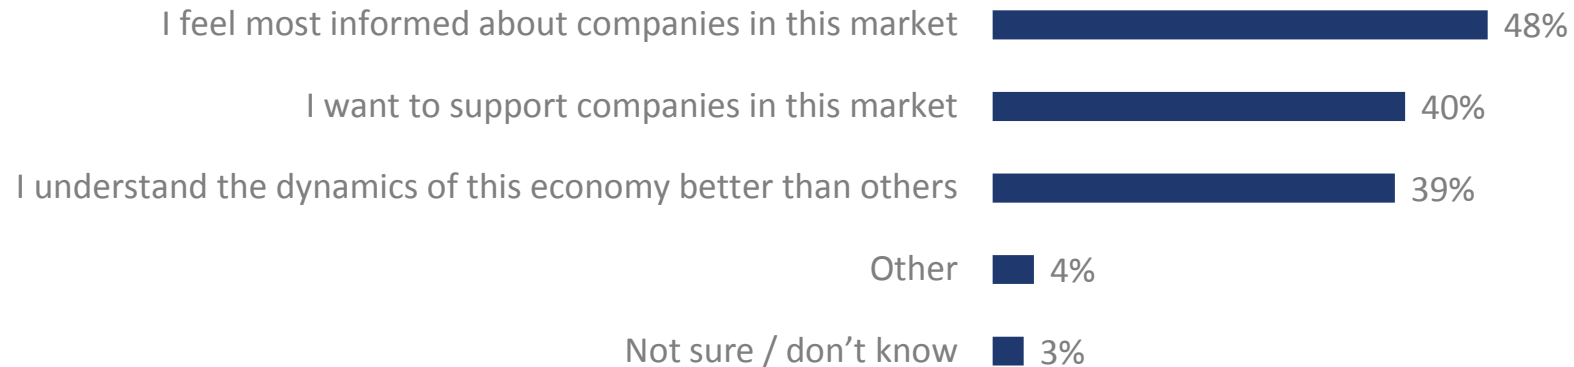 I feel most informed about companies in this market 48%
I want to support companies in this market 40%
I understand the dynamics of this economy better than others 39%
Other 4%
Not sure / don’t know 3%